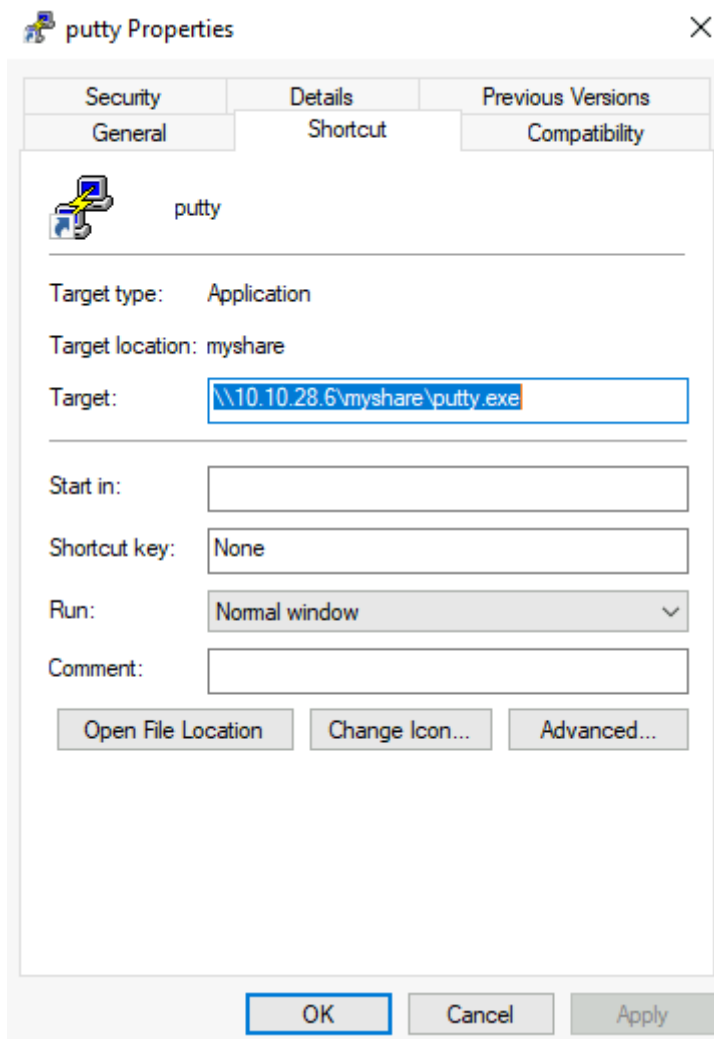 putty Properties
Security Details Previous Versions
General Shortcut Compatibility
putty
Target type: Application
Target location: myshare
Target: \\10.10.28.6\myshare\putty.exe
Start in:
Shortcut key: None
Run: Normal window
Comment:
Open File Location Change Icon... Advanced...
OK Cancel Apply